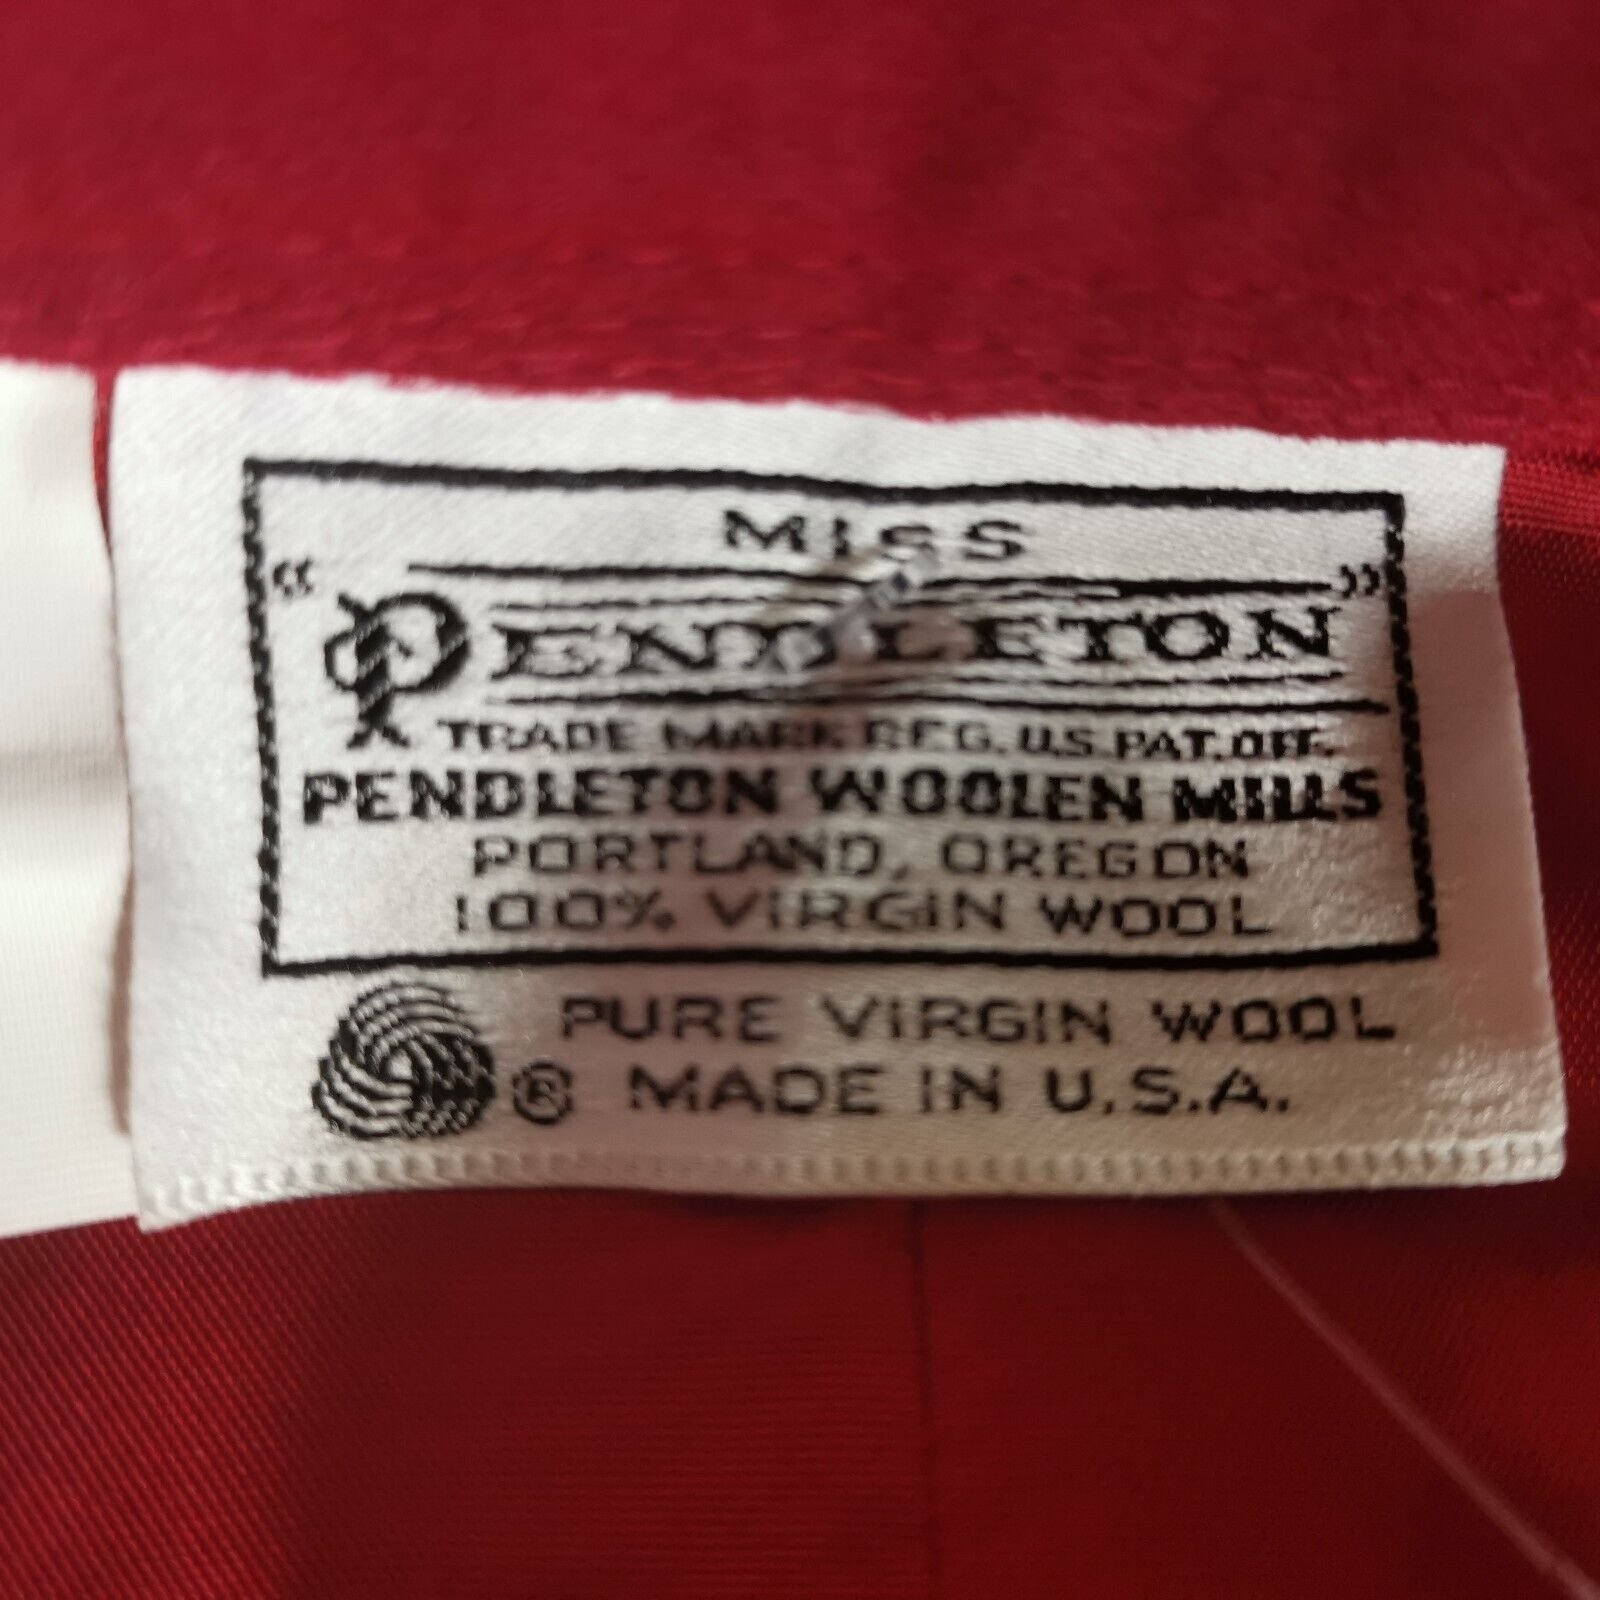 MISS
"PENDLETON"
TRADE MARK REG. U.S. PAT. OFF.
PENDLETON WOOLEN MILLS
PORTLAND, OREGON
100% VIRGIN WOOL
PURE VIRGIN WOOL
® MADE IN U.S.A.